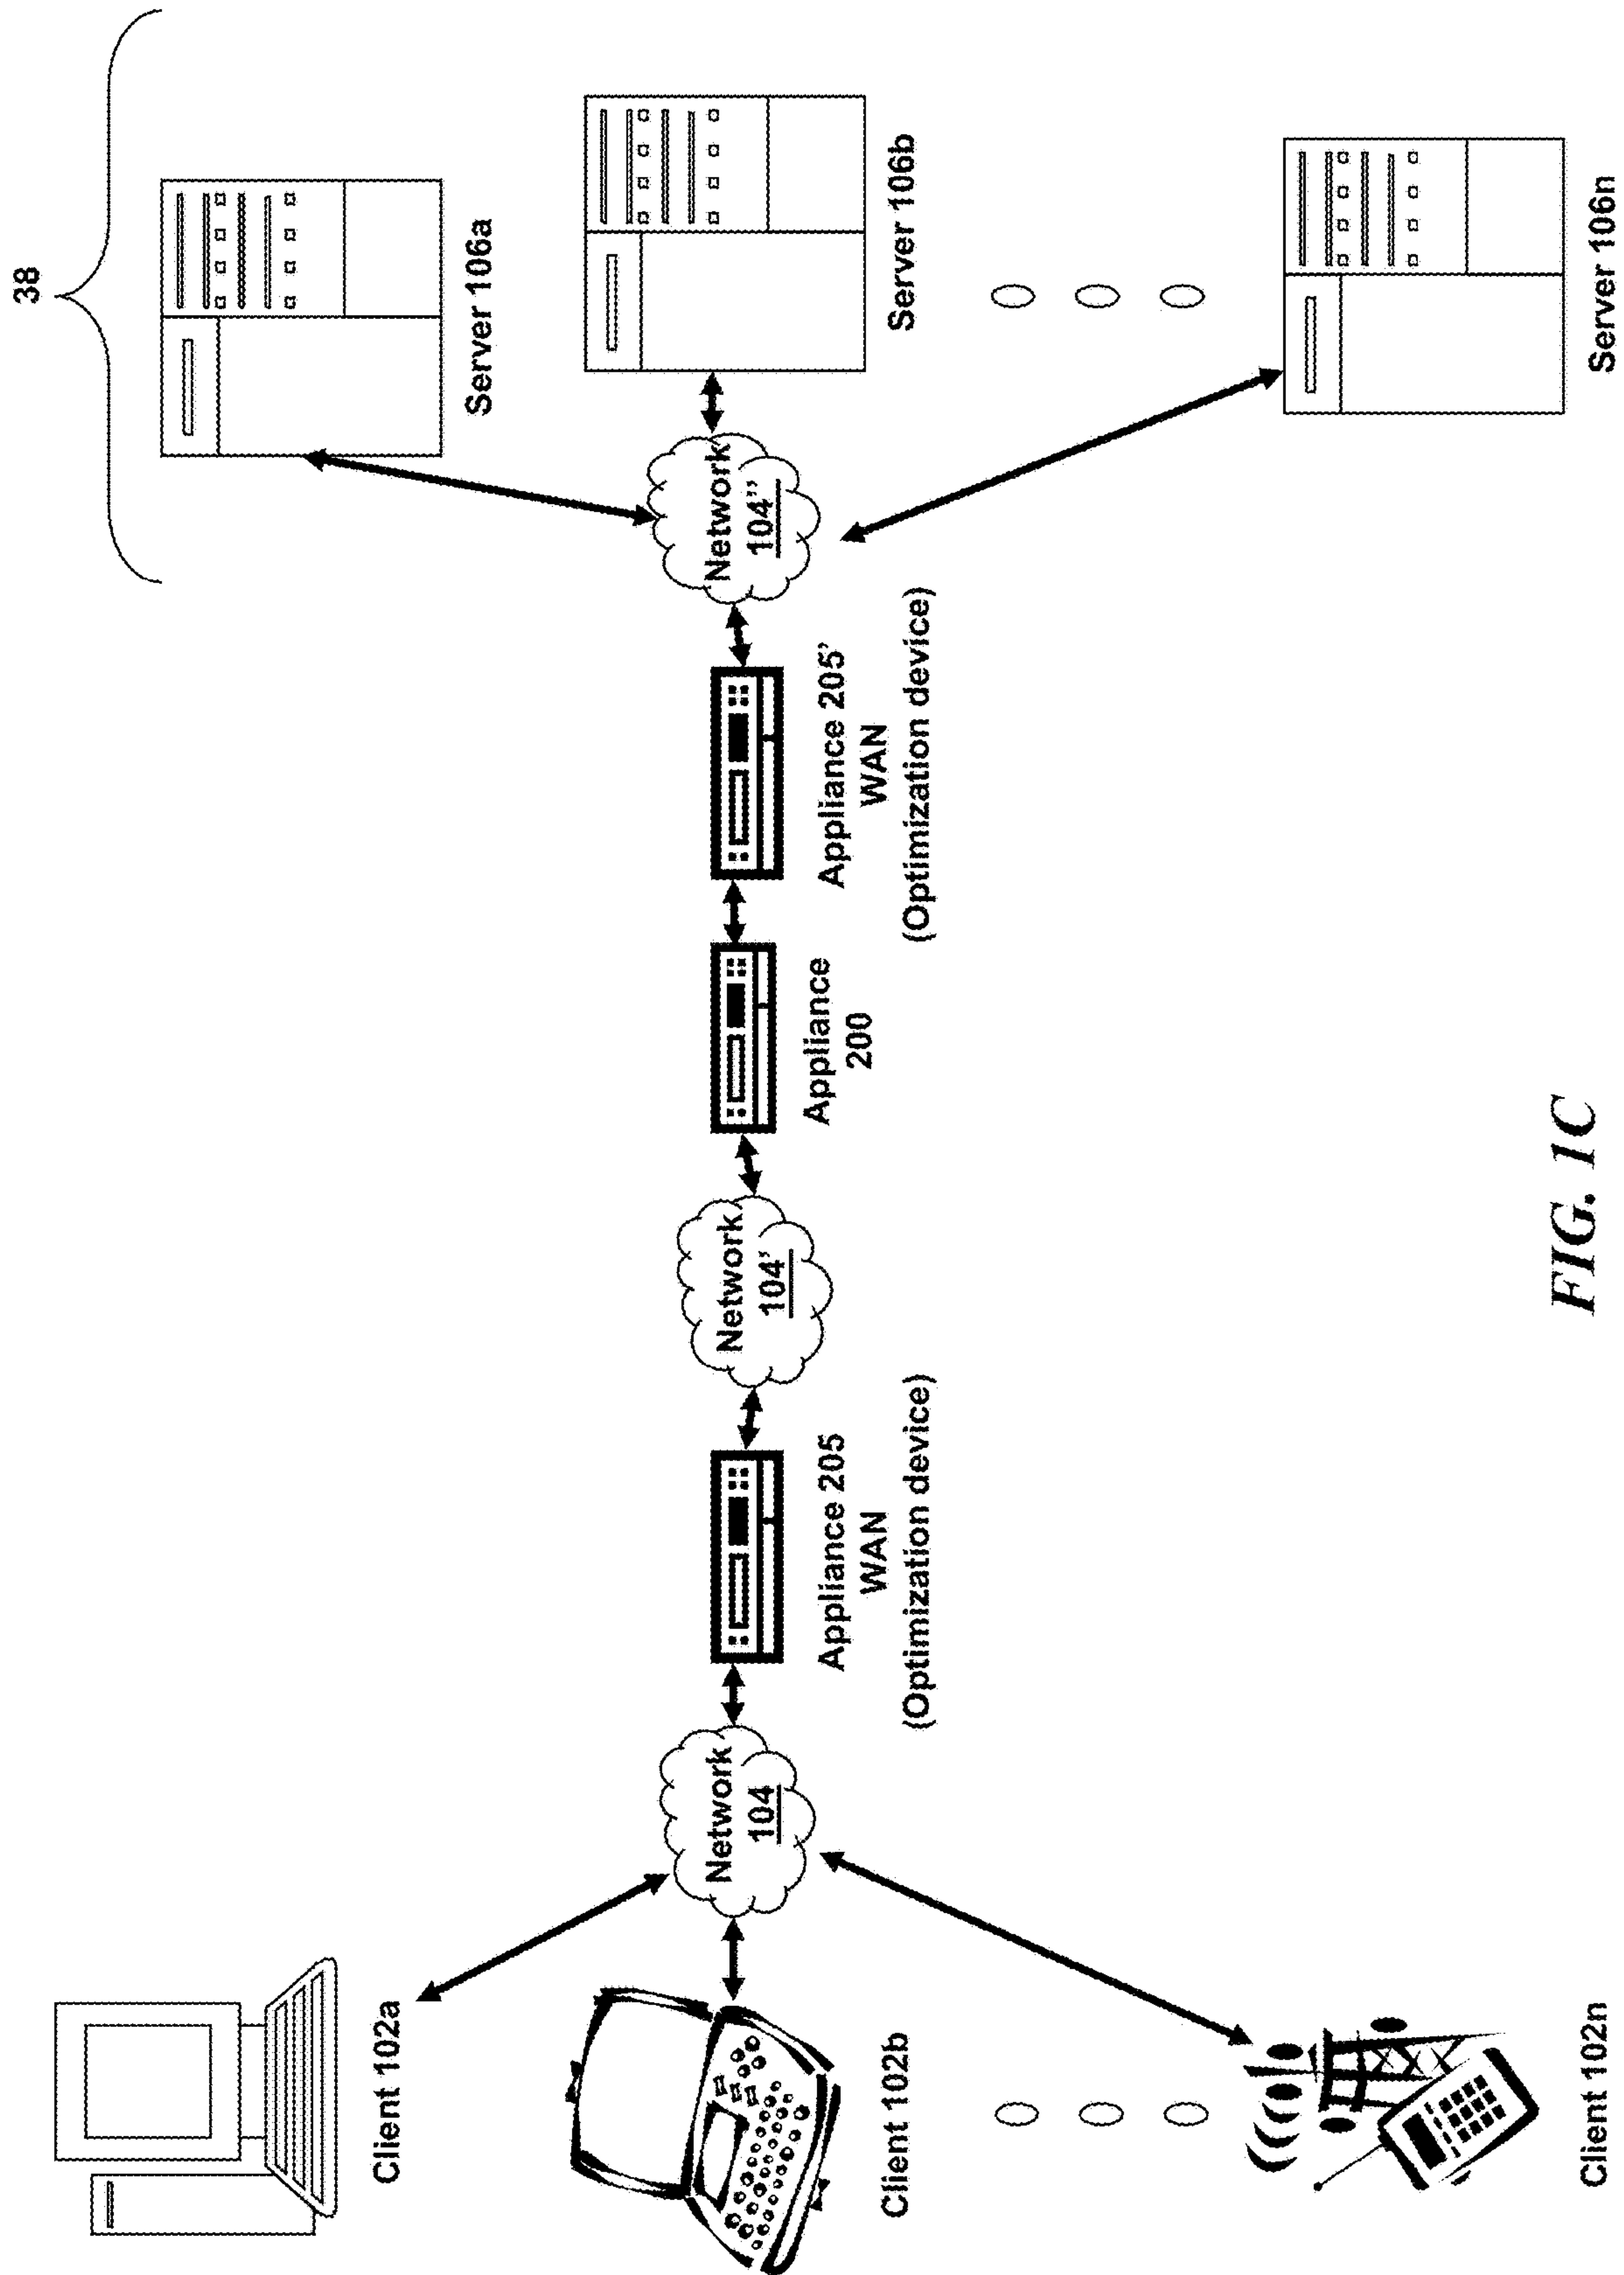 38
Client 102a
Server 106a
Network
104
Appliance 205
WAN
(Optimization device)
Network
104'
Appliance
200
Appliance 205'
WAN
(Optimization device)
Network
104''
Client 102b
Server 106b
Client 102n
Server 106n
FIG. 1C